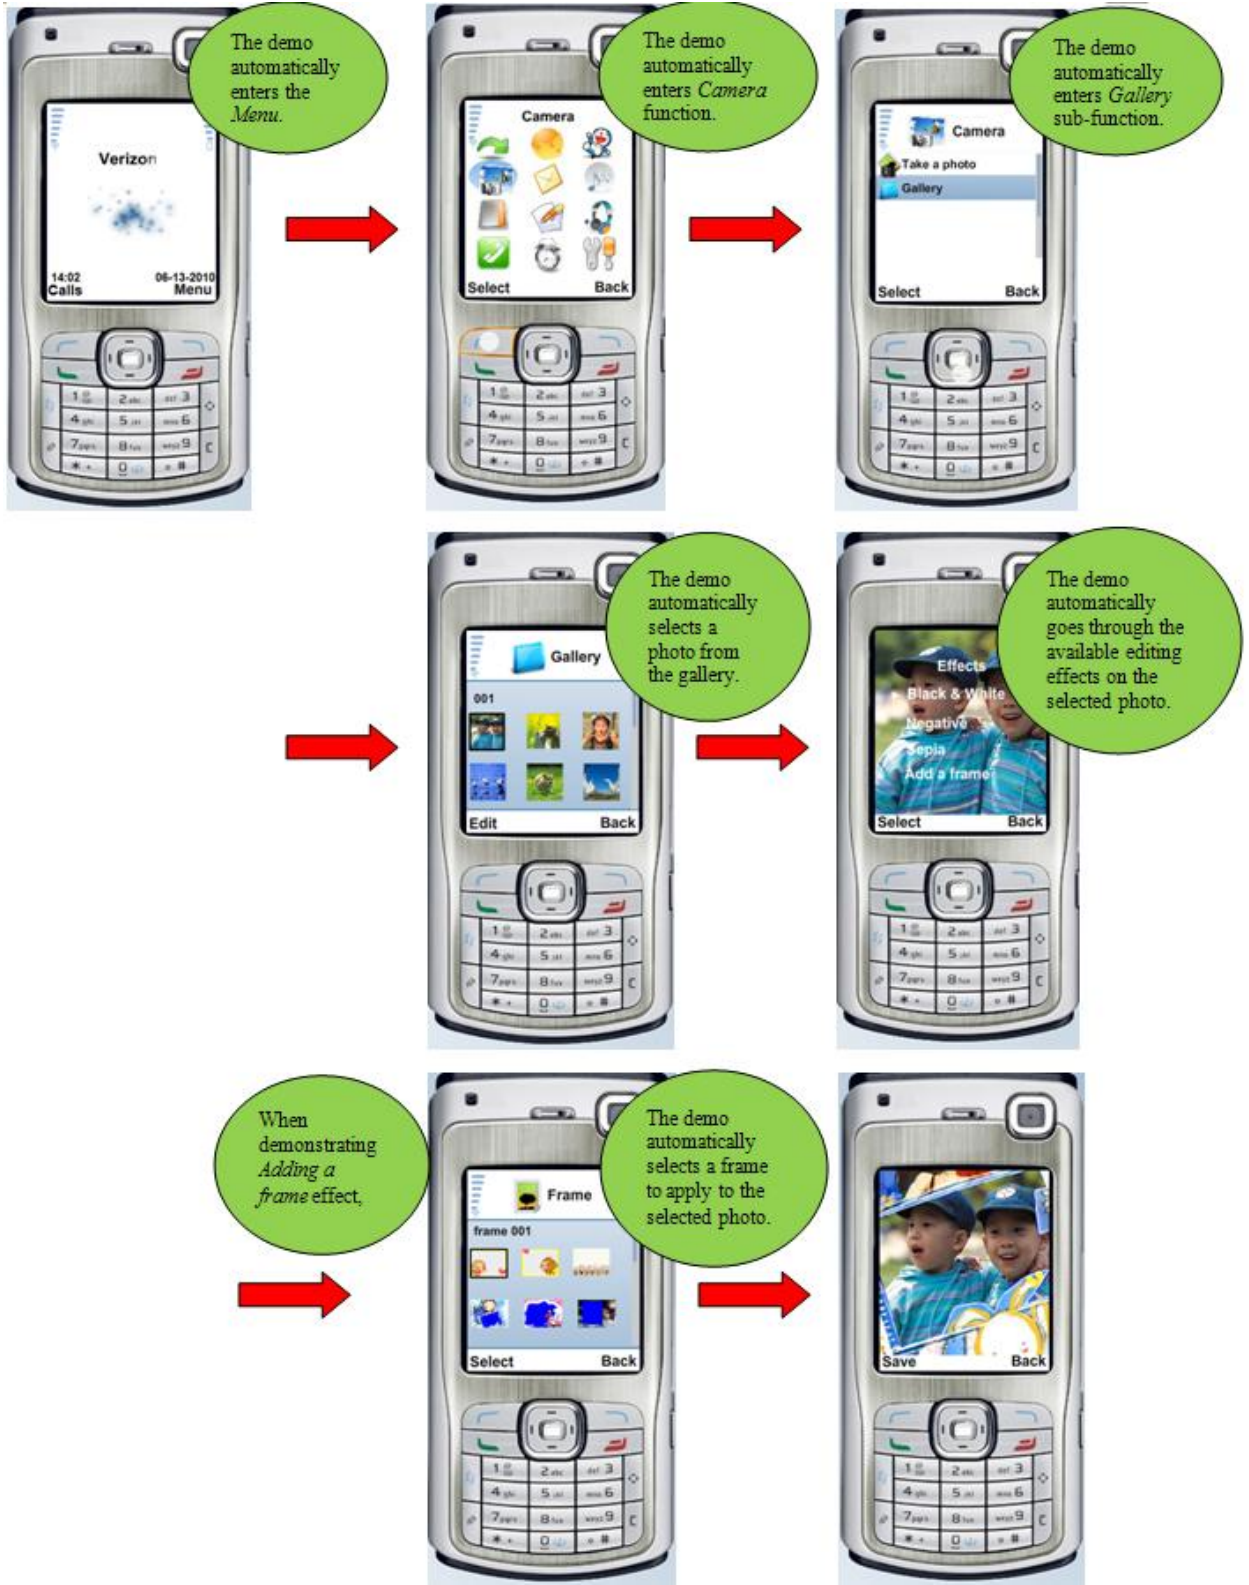 The demo
automatically
enters the
Menu.
Verizon
14:02
06-13-2010
Calls
Menu
The demo
automatically
enters Camera
function.
Camera
Select
Back
The demo
automatically
enters Gallery
sub-function.
Camera
Take a photo
Gallery
Select
Back
The demo
automatically
selects a
photo from
the gallery.
Gallery
001
Edit
Back
The demo
automatically
goes through the
available editing
effects on the
selected photo.
Effects
Black & White
Negative
Sepia
Add a frame
Select
Back
When
demonstrating
Adding a
frame effect,
The demo
automatically
selects a frame
to apply to the
selected photo.
Frame
frame 001
Select
Back
Save
Back